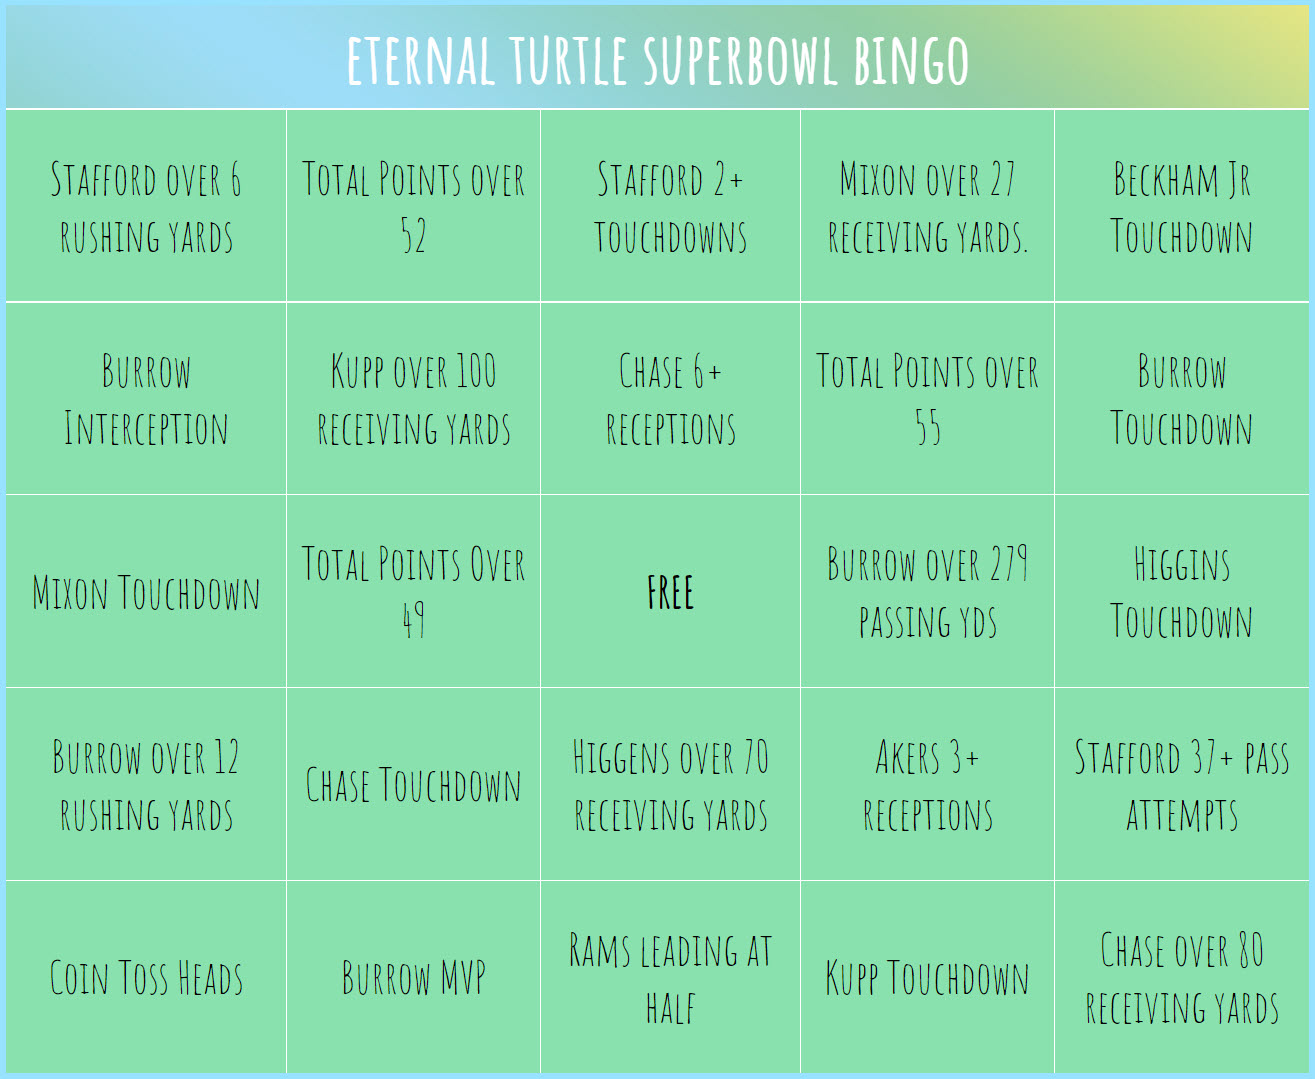 ETERNAL TURTLE SUPERBOWL BINGO
Stafford over 6
rushing yards
Total Points over
52
Stafford 2+
touchdowns
Mixon over 27
receiving yards.
Beckham Jr
Touchdown
Burrow
Interception
Kupp over 100
receiving yards
Chase 6+
receptions
Total Points over
55
Burrow
Touchdown
Mixon Touchdown
Total Points Over
49
FREE
Burrow over 279
passing yds
Higgins
Touchdown
Burrow over 12
rushing yards
Chase Touchdown
Higgens over 70
receiving yards
Akers 3+
receptions
Stafford 37+ pass
attempts
Coin Toss Heads
Burrow MVP
Rams leading at
half
Kupp Touchdown
Chase over 80
receiving yards